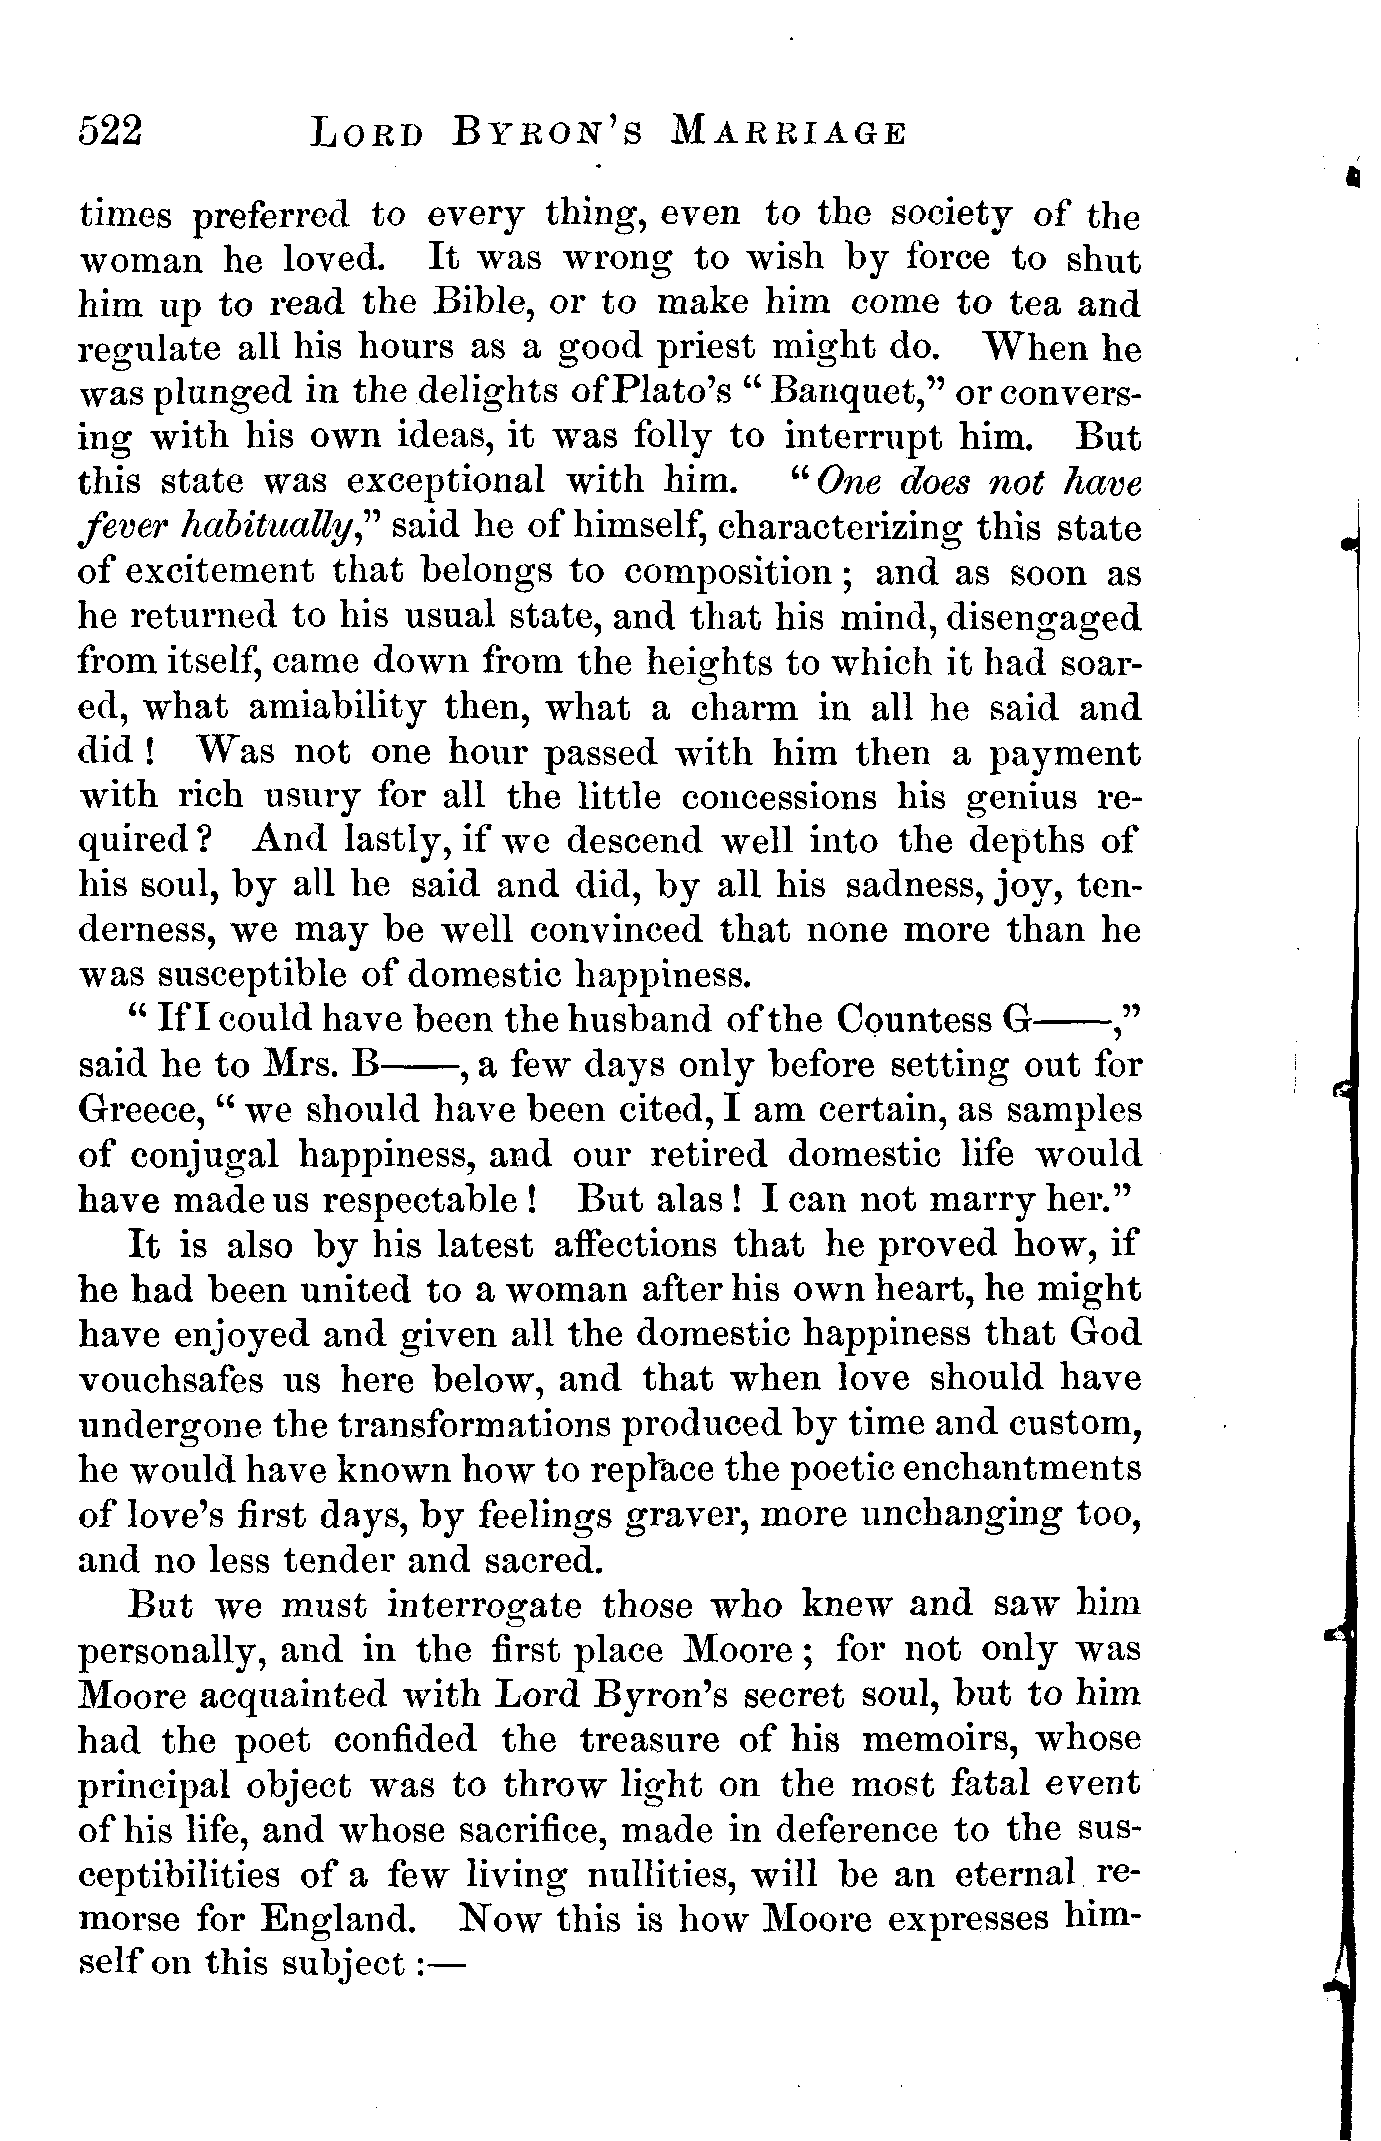 522 LORD BYRON'S MARRIAGE
times preferred to every thing, even to the society of the
woman he loved. It was wrong to wish by force to shut
him up to read the Bible, or to make him come to tea and
regulate all his hours as a good priest might do. When he
was plunged in the delights of Plato's “Banquet,” or convers-
ing with his own ideas, it was folly to interrupt him. But
this state was exceptional with him. “One does not have
fever habitually,” said he of himself, characterizing this state
of excitement that belongs to composition; and as soon as
he returned to his usual state, and that his mind, disengaged
from itself, came down from the heights to which it had soar-
ed, what amiability then, what a charm in all he said and
did! Was not one hour passed with him then a payment
with rich usury for all the little concessions his genius re-
quired? And lastly, if we descend well into the depths of
his soul, by all he said and did, by all his sadness, joy, ten-
derness, we may be well convinced that none more than he
was susceptible of domestic happiness.
“If I could have been the husband of the Countess G——,”
said he to Mrs. B——, a few days only before setting out for
Greece, “we should have been cited, I am certain, as samples
of conjugal happiness, and our retired domestic life would
have made us respectable! But alas! I can not marry her.”
It is also by his latest affections that he proved how, if
he had been united to a woman after his own heart, he might
have enjoyed and given all the domestic happiness that God
vouchsafes us here below, and that when love should have
undergone the transformations produced by time and custom,
he would have known how to replace the poetic enchantments
of love's first days, by feelings graver, more unchanging too,
and no less tender and sacred.
But we must interrogate those who knew and saw him
personally, and in the first place Moore; for not only was
Moore acquainted with Lord Byron's secret soul, but to him
had the poet confided the treasure of his memoirs, whose
principal object was to throw light on the most fatal event
of his life, and whose sacrifice, made in deference to the sus-
ceptibilities of a few living nullities, will be an eternal re-
morse for England. Now this is how Moore expresses him-
self on this subject:—